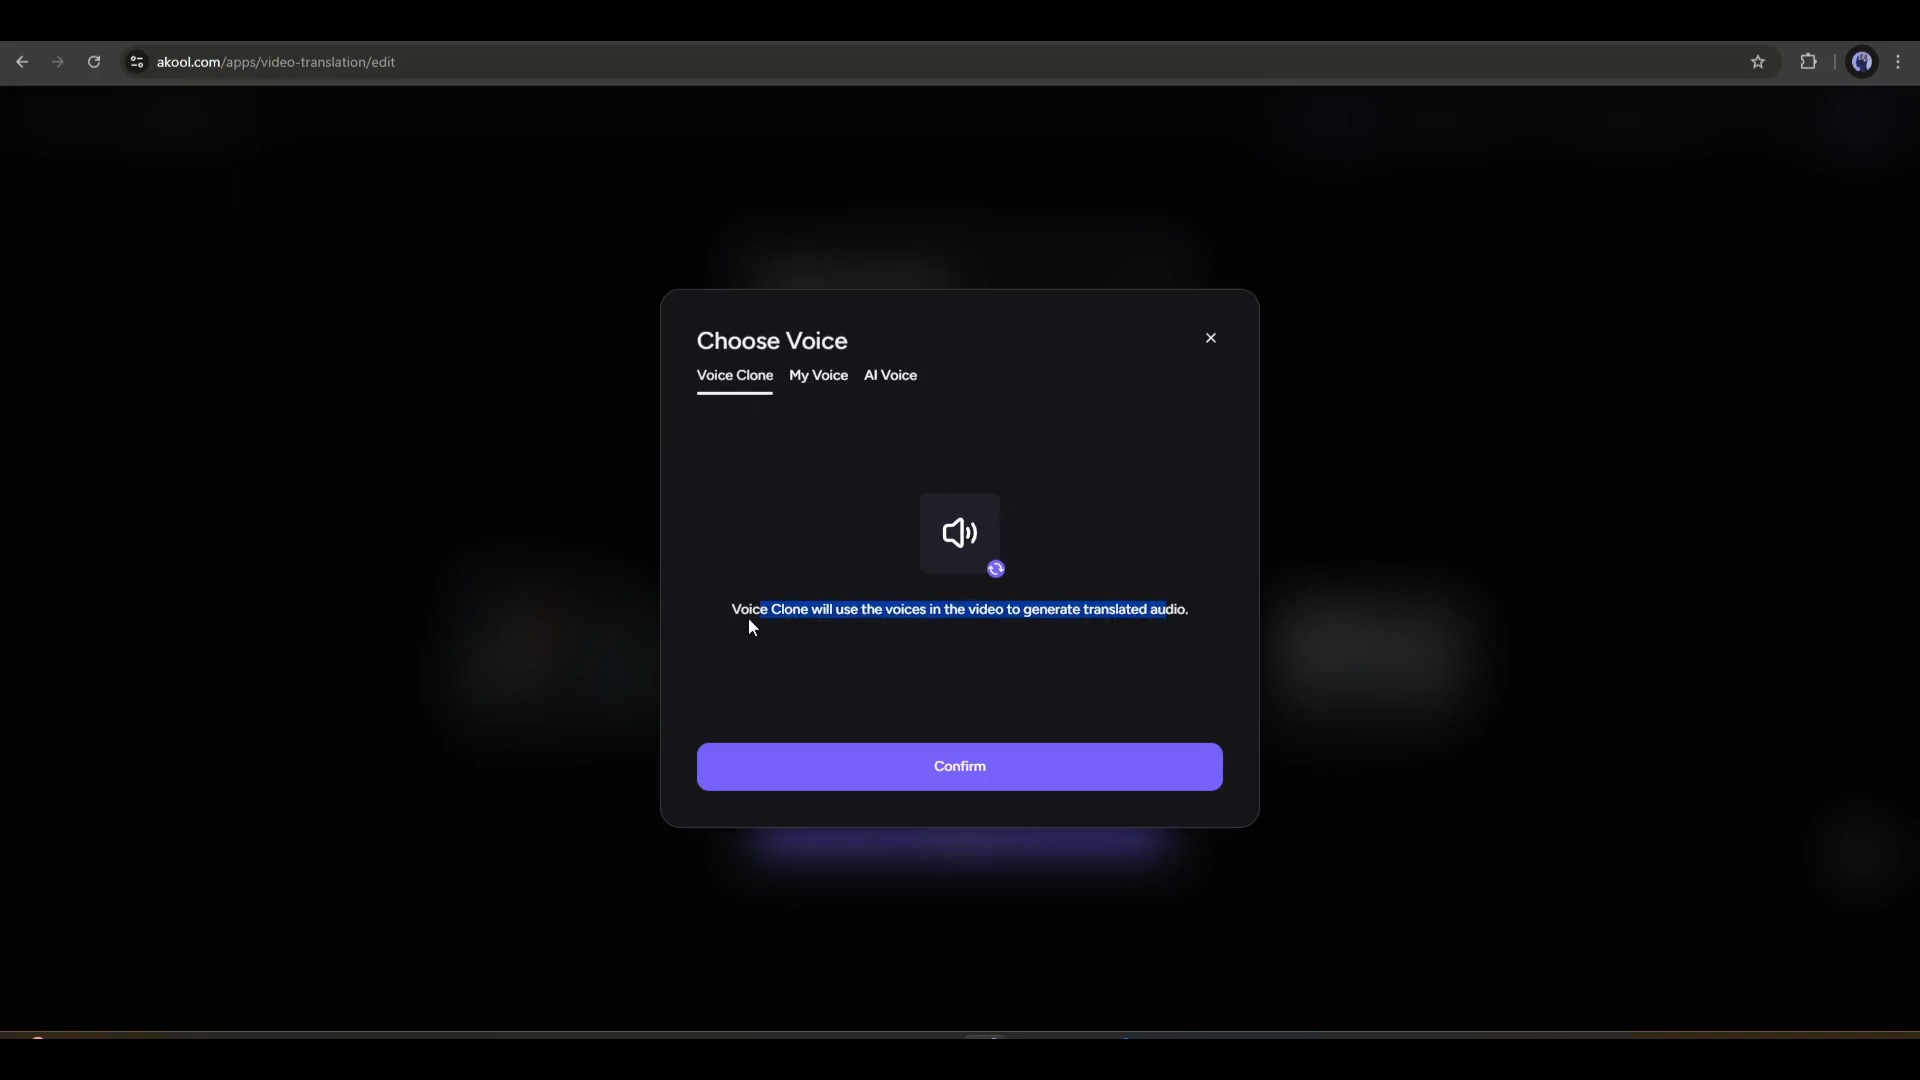 akool.com/apps/video-translation/edit
Choose Voice
Voice Clone My Voice AI Voice
Voice Clone will use the voices in the video to generate translated audio.
Confirm